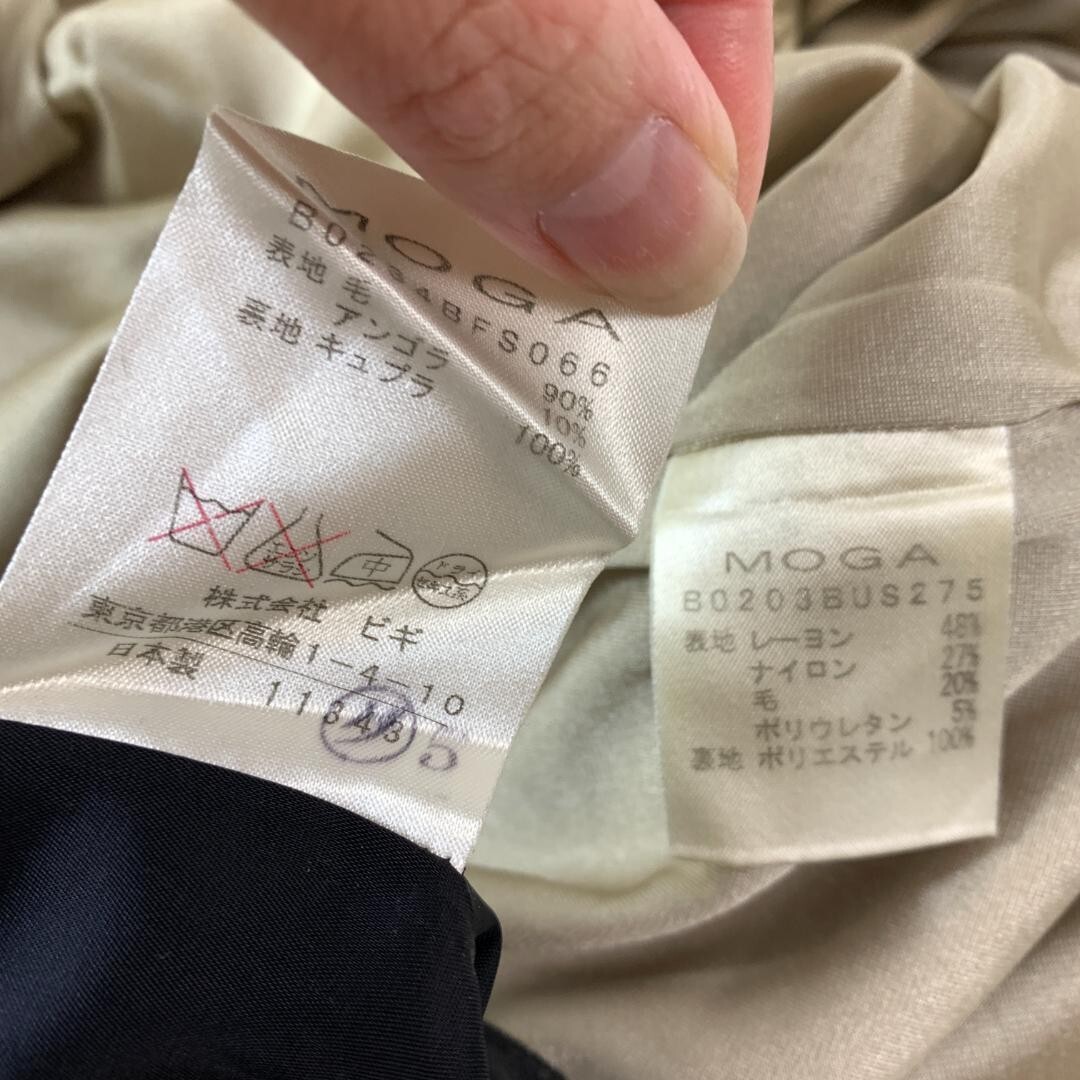 MOGA
表地 毛 90%
アンゴラ 10%
キュプラ 100%
中
ドライ
株式会社 ビギ
東京都港区高輪1-4-10
日本製
MOGA
B0203BUS275
表地 レーヨン 48%
ナイロン 27%
毛 20%
ポリウレタン 5%
裏地 ポリエステル 100%